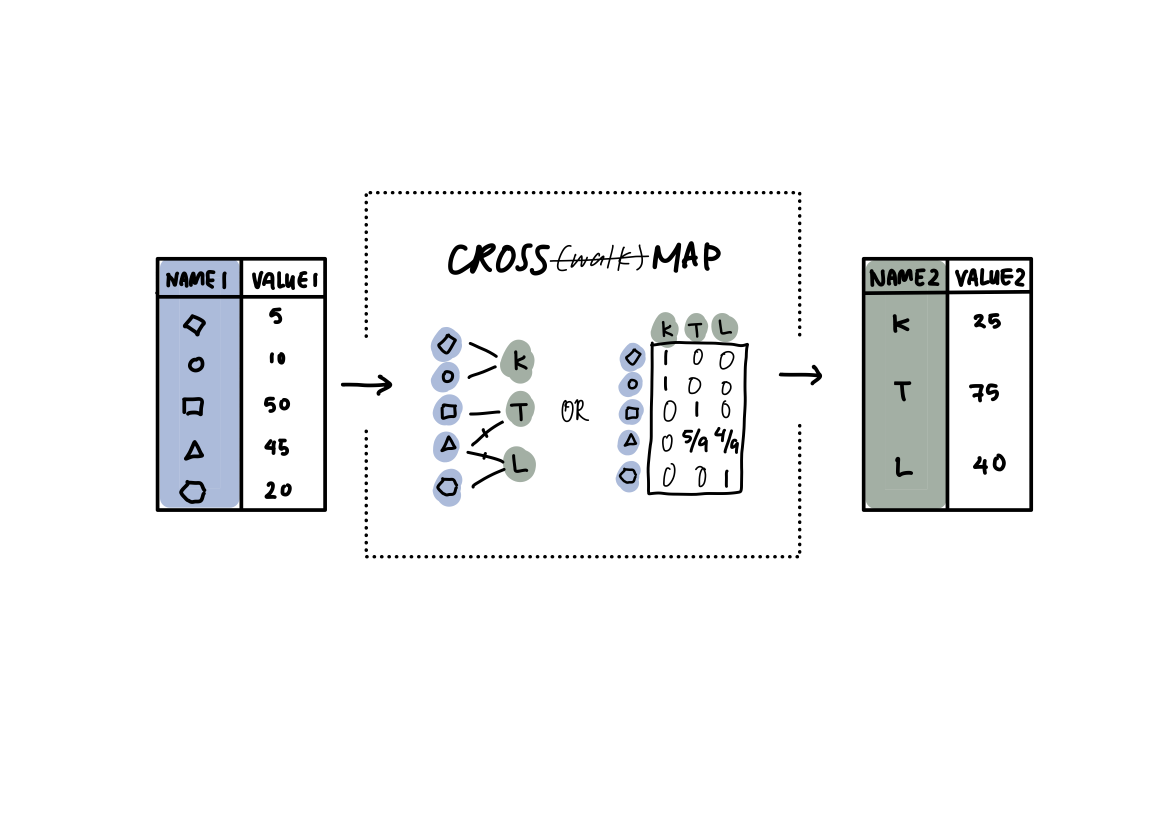 CROSS (walk) MAP
NAME1 VALUE1
5
10
50
45
20
K
T
L
OR
K T L
1 0 0
1 0 0
0 1 0
0 5/9 4/9
0 0 1
NAME2 VALUE2
K 25
T 75
L 40